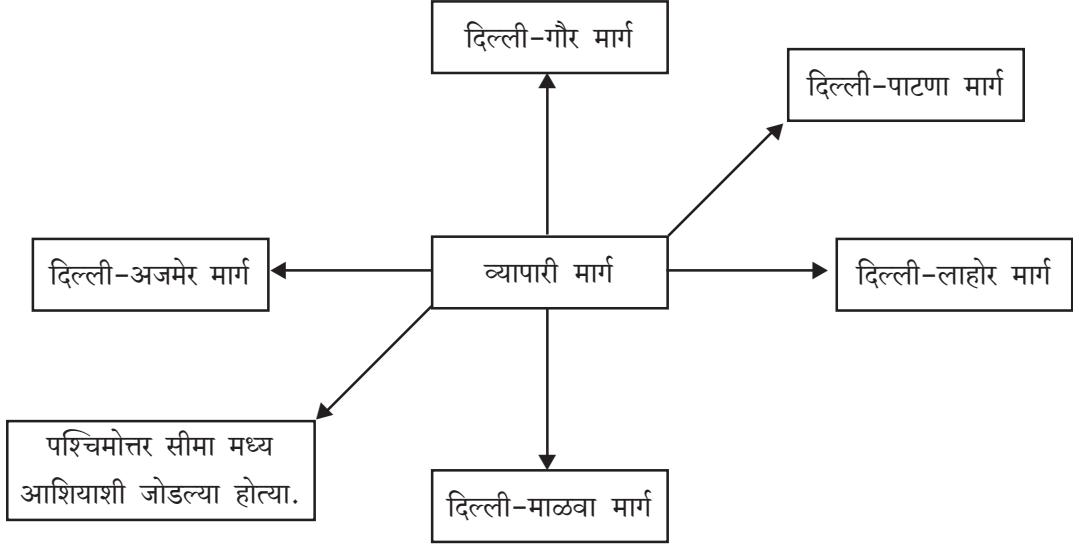 दिल्ली-गौर मार्ग
दिल्ली-पाटणा मार्ग
दिल्ली-अजमेर मार्ग
व्यापारी मार्ग
दिल्ली-लाहोर मार्ग
पश्चिमोत्तर सीमा मध्य
आशियाशी जोडल्या होत्या.
दिल्ली-माळवा मार्ग